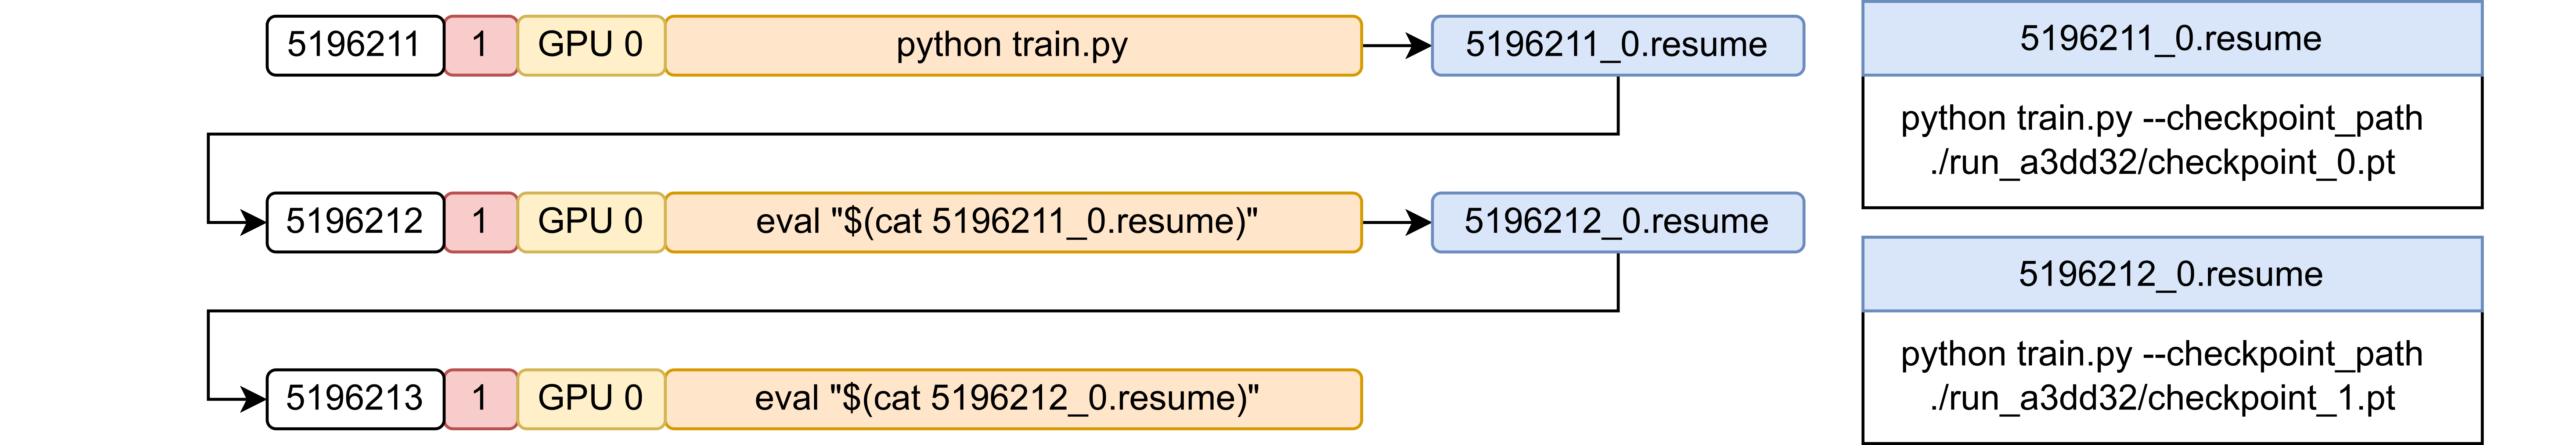 5196211 1 GPU 0 python train.py 5196211_0.resume
5196212 1 GPU 0 eval "$(cat 5196211_0.resume)" 5196212_0.resume
5196213 1 GPU 0 eval "$(cat 5196212_0.resume)"
5196211_0.resume
python train.py --checkpoint_path
./run_a3dd32/checkpoint_0.pt
5196212_0.resume
python train.py --checkpoint_path
./run_a3dd32/checkpoint_1.pt